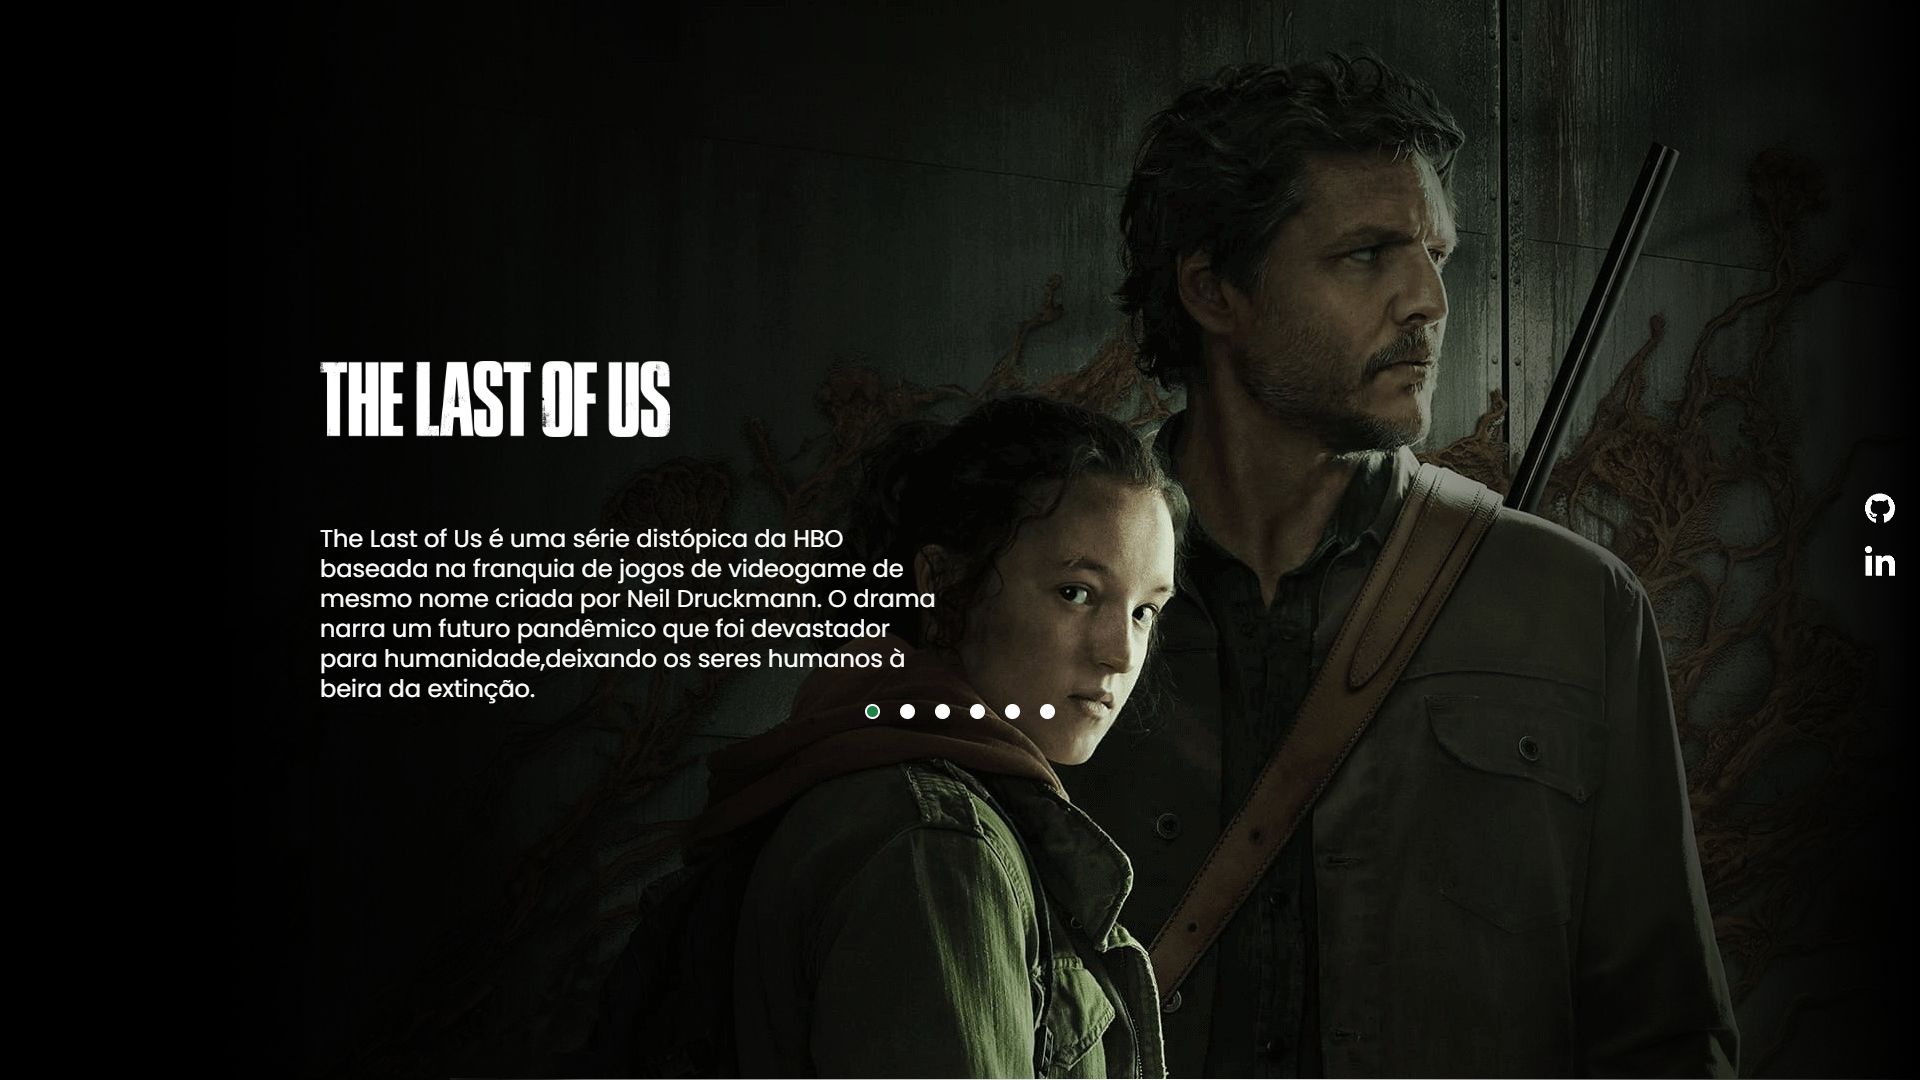 THE LAST OF US
The Last of Us é uma série distópica da HBO
baseada na franquia de jogos de videogame de
mesmo nome criada por Neil Druckmann. O drama
narra um futuro pandêmico que foi devastador
para humanidade,deixando os seres humanos à
beira da extinção.
in